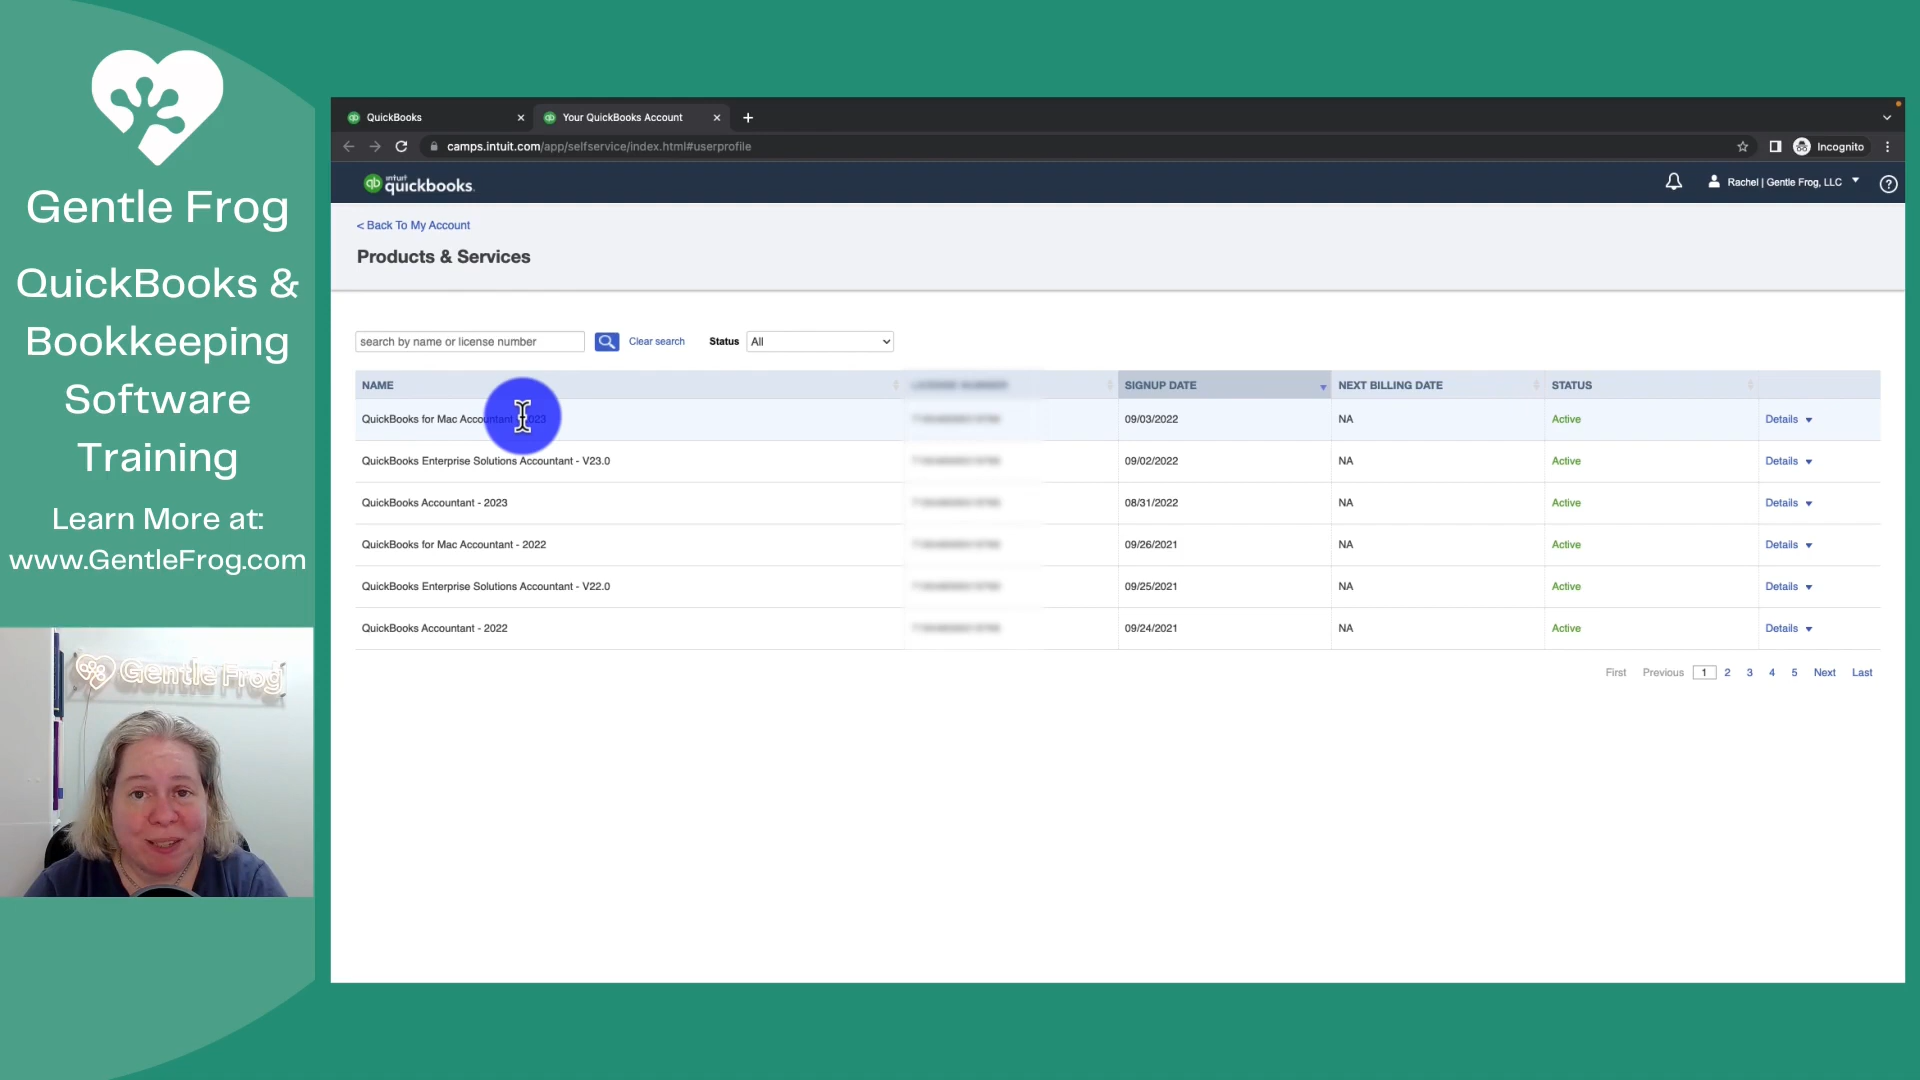 Gentle Frog
QuickBooks &
Bookkeeping
Software
Training
Learn More at:
www.GentleFrog.com
Gentle Frog
QuickBooks
Your QuickBooks Account
camps.intuit.com/app/selfservice/index.html#userprofile
Incognito
intuit
quickbooks.
Rachel | Gentle Frog, LLC
< Back To My Account
Products & Services
search by name or license number
Clear search
Status
All
NAME SIGNUP DATE NEXT BILLING DATE STATUS
QuickBooks for Mac Accountant - 2023 09/03/2022 NA Active Details
QuickBooks Enterprise Solutions Accountant - V23.0 09/02/2022 NA Active Details
QuickBooks Accountant - 2023 08/31/2022 NA Active Details
QuickBooks for Mac Accountant - 2022 09/26/2021 NA Active Details
QuickBooks Enterprise Solutions Accountant - V22.0 09/25/2021 NA Active Details
QuickBooks Accountant - 2022 09/24/2021 NA Active Details
First Previous 1 2 3 4 5 Next Last